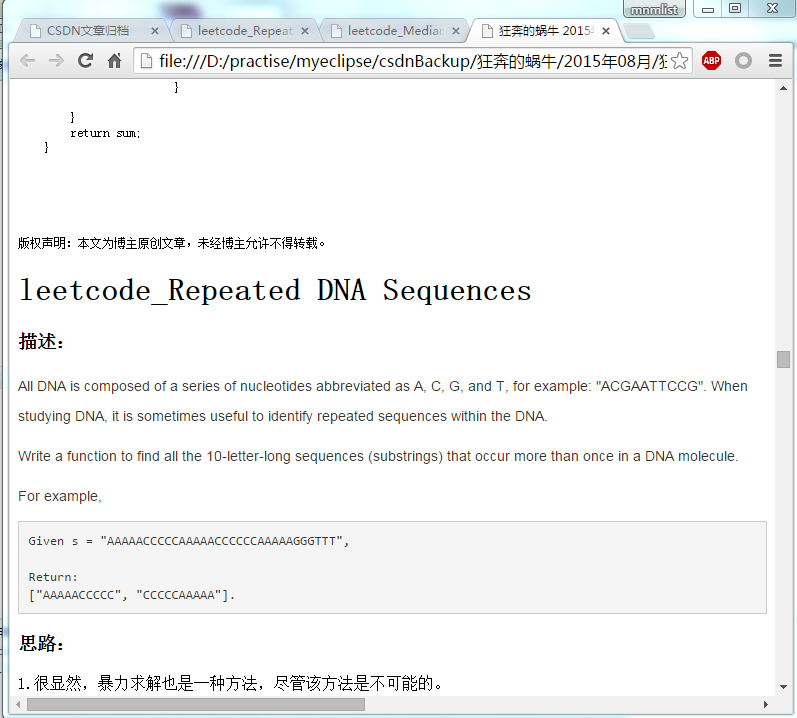 mnmlist
CSDN文章归档
leetcode_Repeat
leetcode_Median
狂奔的蜗牛 2015
file:///D:/practise/myeclipse/csdnBackup/狂奔的蜗牛/2015年08月/狂
ABP
}
}
return sum;
}
版权声明：本文为博主原创文章，未经博主允许不得转载。
leetcode_Repeated DNA Sequences
描述：
All DNA is composed of a series of nucleotides abbreviated as A, C, G, and T, for example: "ACGAATTCCG". When
studying DNA, it is sometimes useful to identify repeated sequences within the DNA.
Write a function to find all the 10-letter-long sequences (substrings) that occur more than once in a DNA molecule.
For example,
Given s = "AAAAACCCCCAAAAACCCCCCAAAAAGGGTTT",
Return:
["AAAAACCCCC", "CCCCCAAAAA"].
思路：
1.很显然，暴力求解也是一种方法，尽管该方法是不可能的。